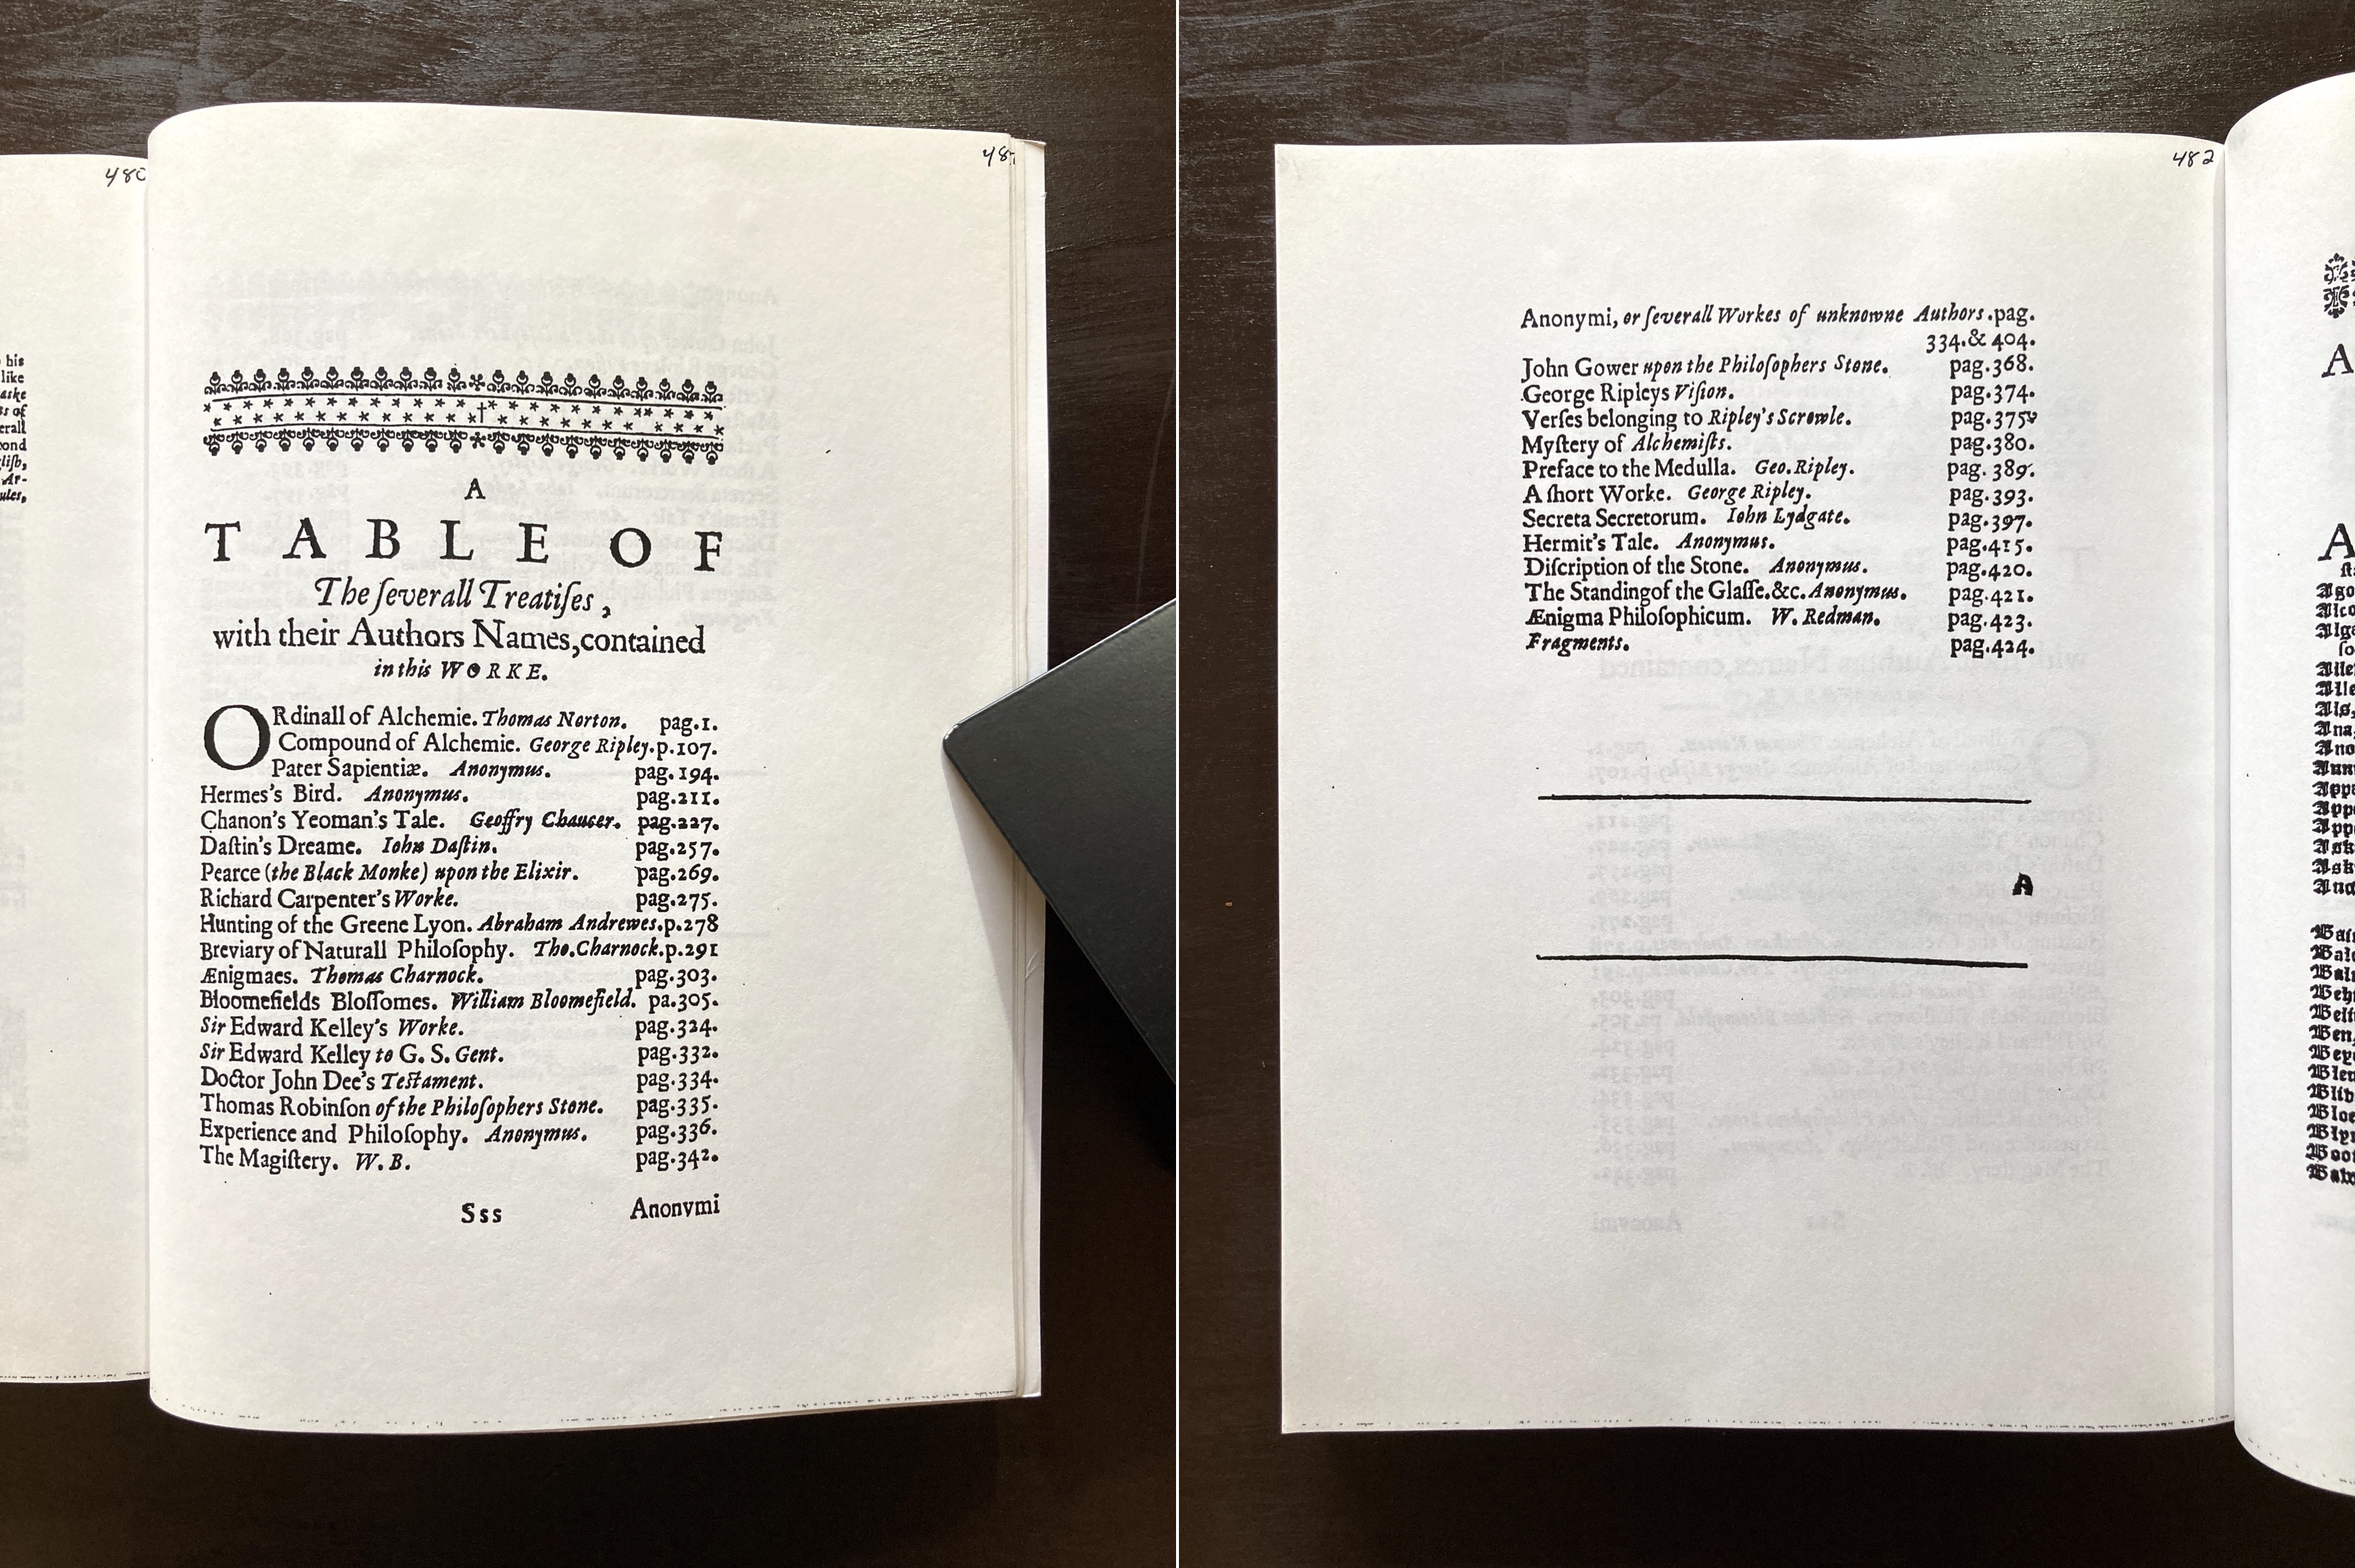 480
his
like
aske
ss of
erall
cond
glish,
Ar-
ules,
A
TABLE OF
The ſeverall Treatiſes,
with their Authors Names,contained
in this WORKE.
ORdinall of Alchemie. Thomas Norton. pag.1.
Compound of Alchemie. George Ripley.p.107.
Pater Sapientiæ. Anonymus. pag.194.
Hermes's Bird. Anonymus. pag.211.
Chanon's Yeoman's Tale. Geoffry Chaucer. pag.227.
Daſtin's Dreame. Iohn Daſtin. pag.257.
Pearce (the Black Monke) upon the Elixir. pag.269.
Richard Carpenter's Worke. pag.275.
Hunting of the Greene Lyon. Abraham Andrewes.p.278
Breviary of Naturall Philoſophy. Tho.Charnock.p.291
Ænigmaes. Thomas Charnock. pag.303.
Bloomefields Bloſſomes. William Bloomefield. pa.305.
Sir Edward Kelley's Worke. pag.324.
Sir Edward Kelley to G. S. Gent. pag.332.
Doctor John Dee's Teſtament. pag.334.
Thomas Robinſon of the Philoſophers Stone. pag.335.
Experience and Philoſophy. Anonymus. pag.336.
The Magiſtery. W. B. pag.342.
Sss Anonymi
482
Anonymi, or ſeverall Workes of unknowne Authors.pag.
334.& 404.
John Gower upon the Philoſophers Stone. pag.368.
George Ripleys Viſion. pag.374.
Verſes belonging to Ripley's Scrowle. pag.375
Myſtery of Alchemiſts. pag.380.
Preface to the Medulla. Geo.Ripley. pag.389.
A ſhort Worke. George Ripley. pag.393.
Secreta Secretorum. Iohn Lydgate. pag.397.
Hermit's Tale. Anonymus. pag.415.
Diſcription of the Stone. Anonymus. pag.420.
The Standingof the Glaſſe.&c.Anonymus. pag.421.
Ænigma Philoſophicum. W. Redman. pag.423.
Fragments. pag.424.
A